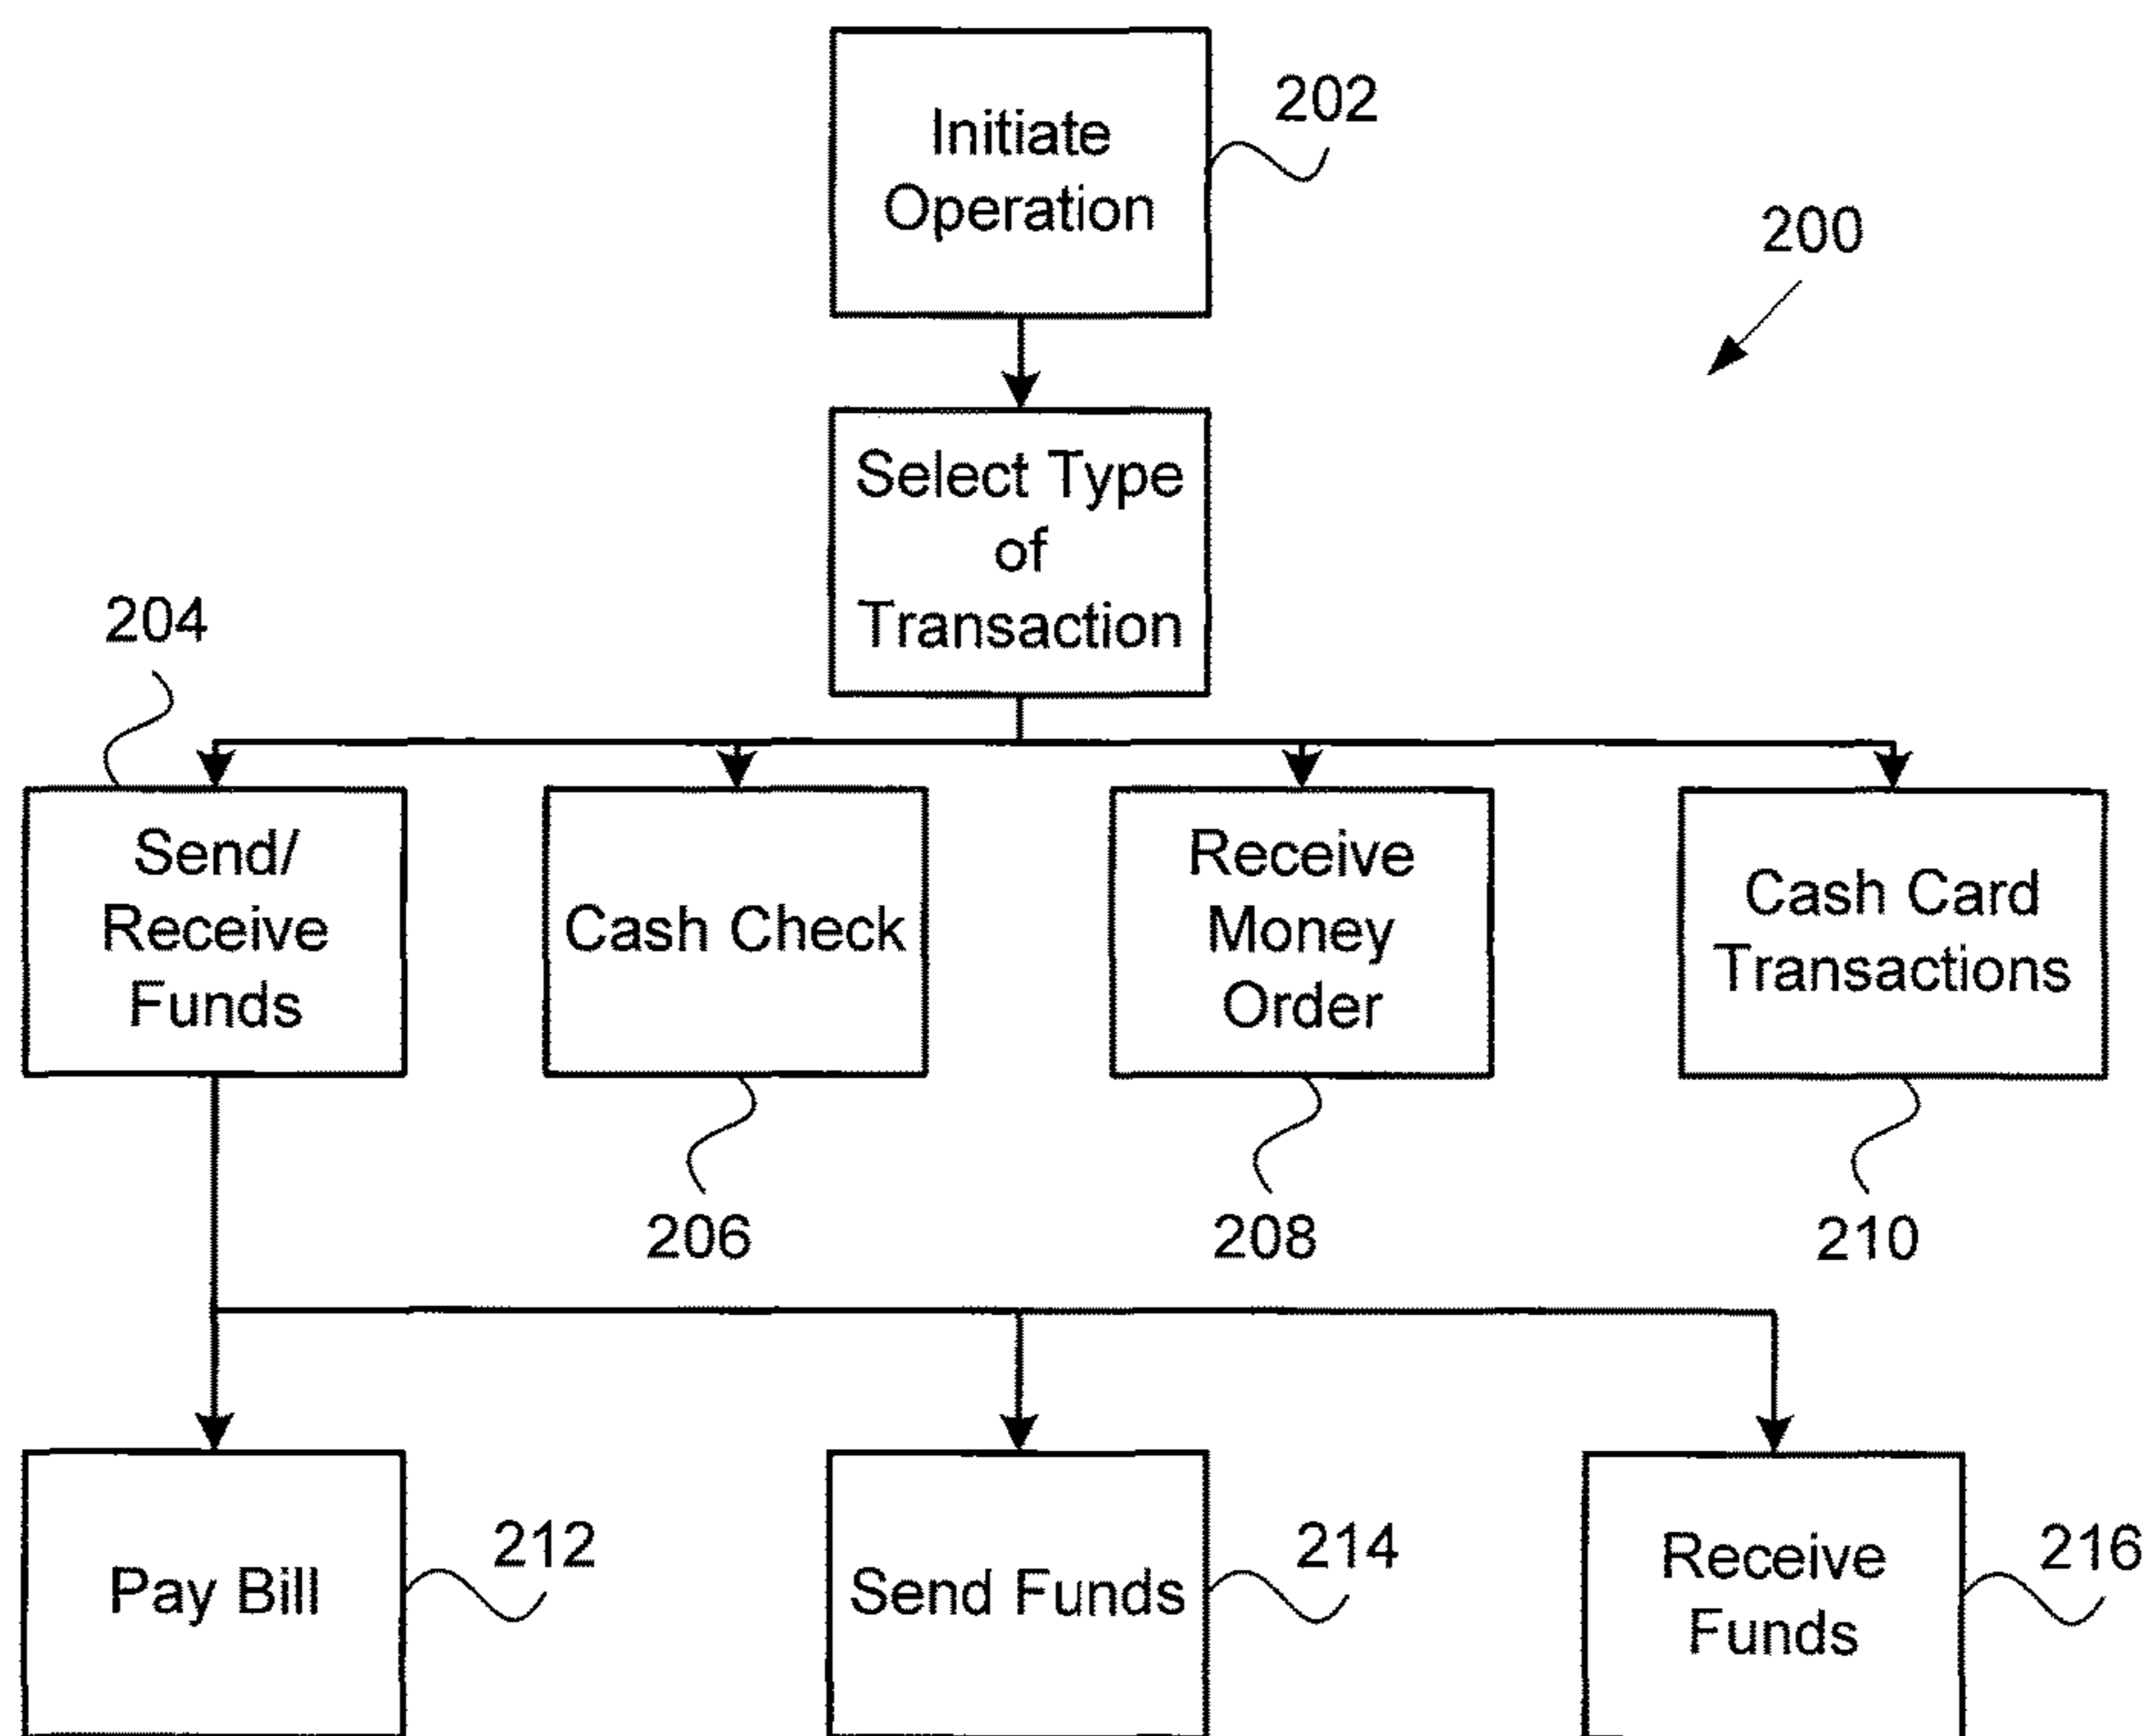 Initiate
Operation
202
200
Select Type
of
Transaction
204
Send/
Receive
Funds
Cash Check
Receive
Money
Order
Cash Card
Transactions
206
208
210
Pay Bill
212
Send Funds
214
Receive
Funds
216